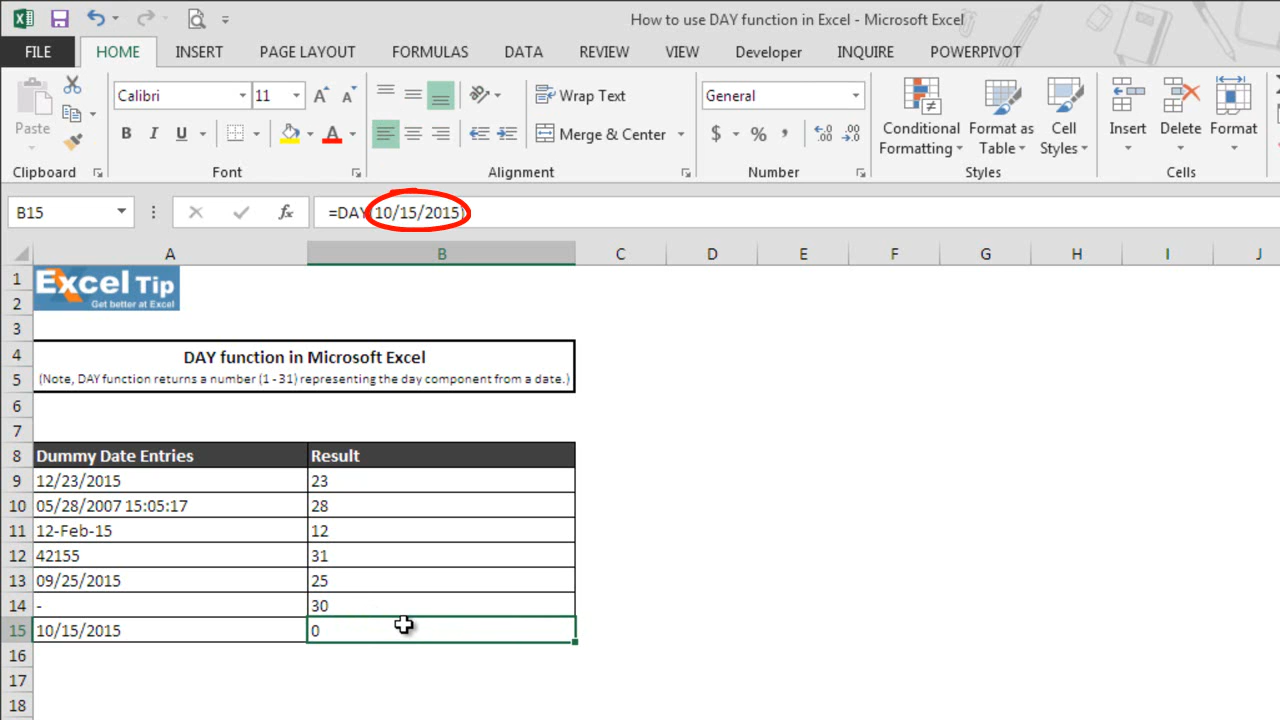 How to use DAY function in Excel - Microsoft Excel
FILE HOME INSERT PAGE LAYOUT FORMULAS DATA REVIEW VIEW Developer INQUIRE POWERPIVOT
Paste
Clipboard
Calibri 11
B I U A
Font
Wrap Text
Merge & Center
Alignment
General
$ % ,
Number
Conditional Formatting
Format as Table
Cell Styles
Styles
Insert Delete Format
Cells
B15 fx =DAY(10/15/2015)
A B C D E F G H I J
1 Excel Tip
2 Get better at Excel
3
4 DAY function in Microsoft Excel
5 (Note, DAY function returns a number (1 - 31) representing the day component from a date.)
6
7
8 Dummy Date Entries Result
9 12/23/2015 23
10 05/28/2007 15:05:17 28
11 12-Feb-15 12
12 42155 31
13 09/25/2015 25
14 - 30
15 10/15/2015 0
16
17
18